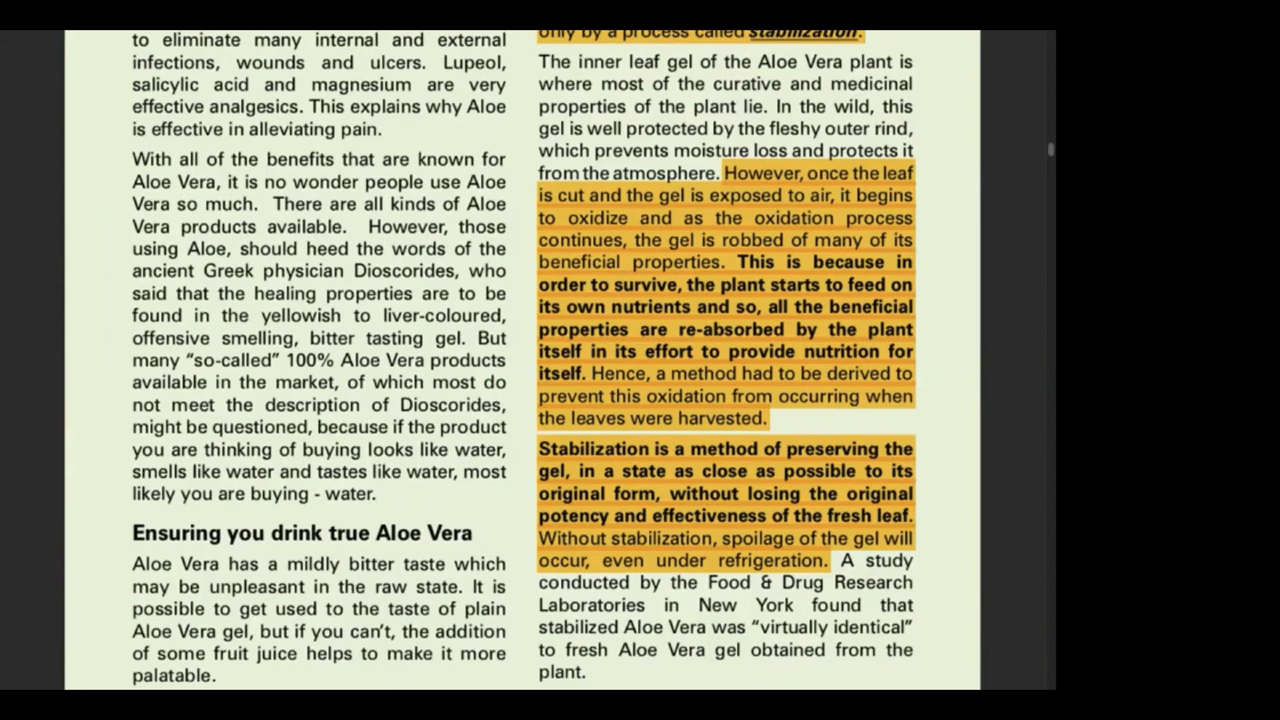 to eliminate many internal and external
infections, wounds and ulcers. Lupeol,
salicylic acid and magnesium are very
effective analgesics. This explains why Aloe
is effective in alleviating pain.
With all of the benefits that are known for
Aloe Vera, it is no wonder people use Aloe
Vera so much. There are all kinds of Aloe
Vera products available. However, those
using Aloe, should heed the words of the
ancient Greek physician Dioscorides, who
said that the healing properties are to be
found in the yellowish to liver-coloured,
offensive smelling, bitter tasting gel. But
many “so-called” 100% Aloe Vera products
available in the market, of which most do
not meet the description of Dioscorides,
might be questioned, because if the product
you are thinking of buying looks like water,
smells like water and tastes like water, most
likely you are buying - water.
Ensuring you drink true Aloe Vera
Aloe Vera has a mildly bitter taste which
may be unpleasant in the raw state. It is
possible to get used to the taste of plain
Aloe Vera gel, but if you can’t, the addition
of some fruit juice helps to make it more
palatable.
only by a process called stabilization.
The inner leaf gel of the Aloe Vera plant is
where most of the curative and medicinal
properties of the plant lie. In the wild, this
gel is well protected by the fleshy outer rind,
which prevents moisture loss and protects it
from the atmosphere. However, once the leaf
is cut and the gel is exposed to air, it begins
to oxidize and as the oxidation process
continues, the gel is robbed of many of its
beneficial properties. This is because in
order to survive, the plant starts to feed on
its own nutrients and so, all the beneficial
properties are re-absorbed by the plant
itself in its effort to provide nutrition for
itself. Hence, a method had to be derived to
prevent this oxidation from occurring when
the leaves were harvested.
Stabilization is a method of preserving the
gel, in a state as close as possible to its
original form, without losing the original
potency and effectiveness of the fresh leaf.
Without stabilization, spoilage of the gel will
occur, even under refrigeration. A study
conducted by the Food & Drug Research
Laboratories in New York found that
stabilized Aloe Vera was “virtually identical”
to fresh Aloe Vera gel obtained from the
plant.